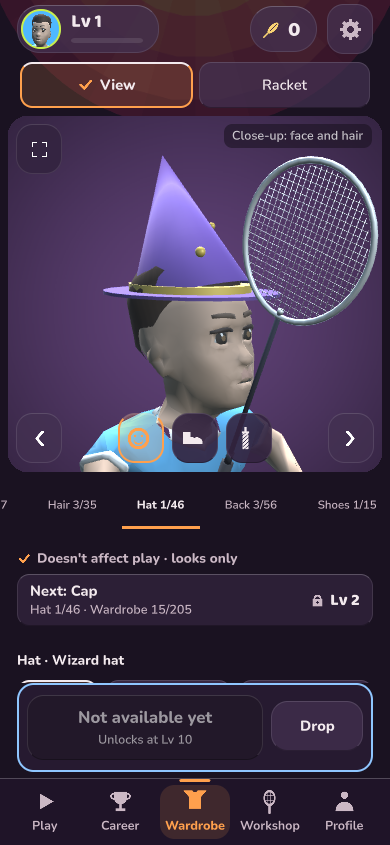 Lv 1
0
View
Racket
Close-up: face and hair
7
Hair 3/35
Hat 1/46
Back 3/56
Shoes 1/15
Doesn't affect play · looks only
Next: Cap
Hat 1/46 · Wardrobe 15/205
Lv 2
Hat · Wizard hat
Not available yet
Unlocks at Lv 10
Drop
Play
Career
Wardrobe
Workshop
Profile